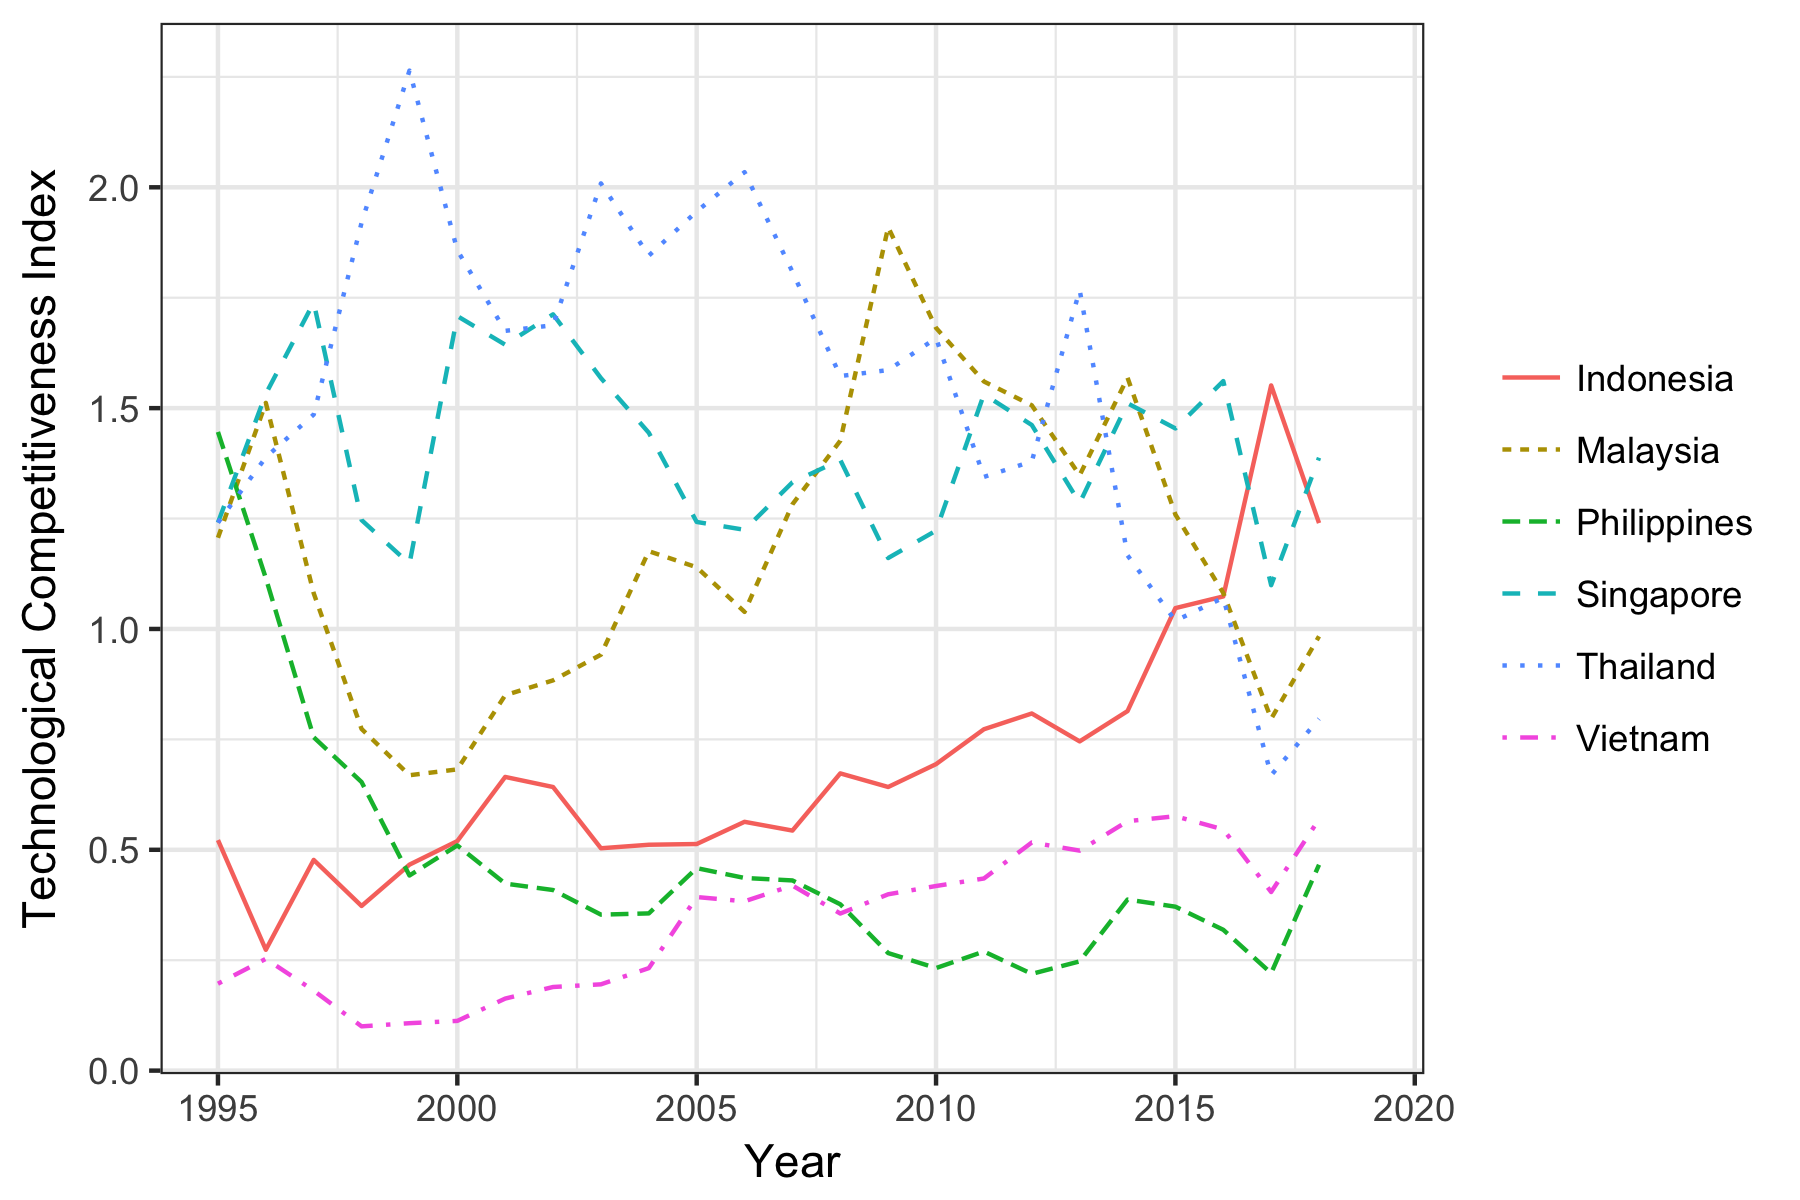 Technological Competitiveness Index
2.0
1.5
1.0
0.5
0.0
1995 2000 2005 2010 2015 2020
Year
Indonesia
Malaysia
Philippines
Singapore
Thailand
Vietnam